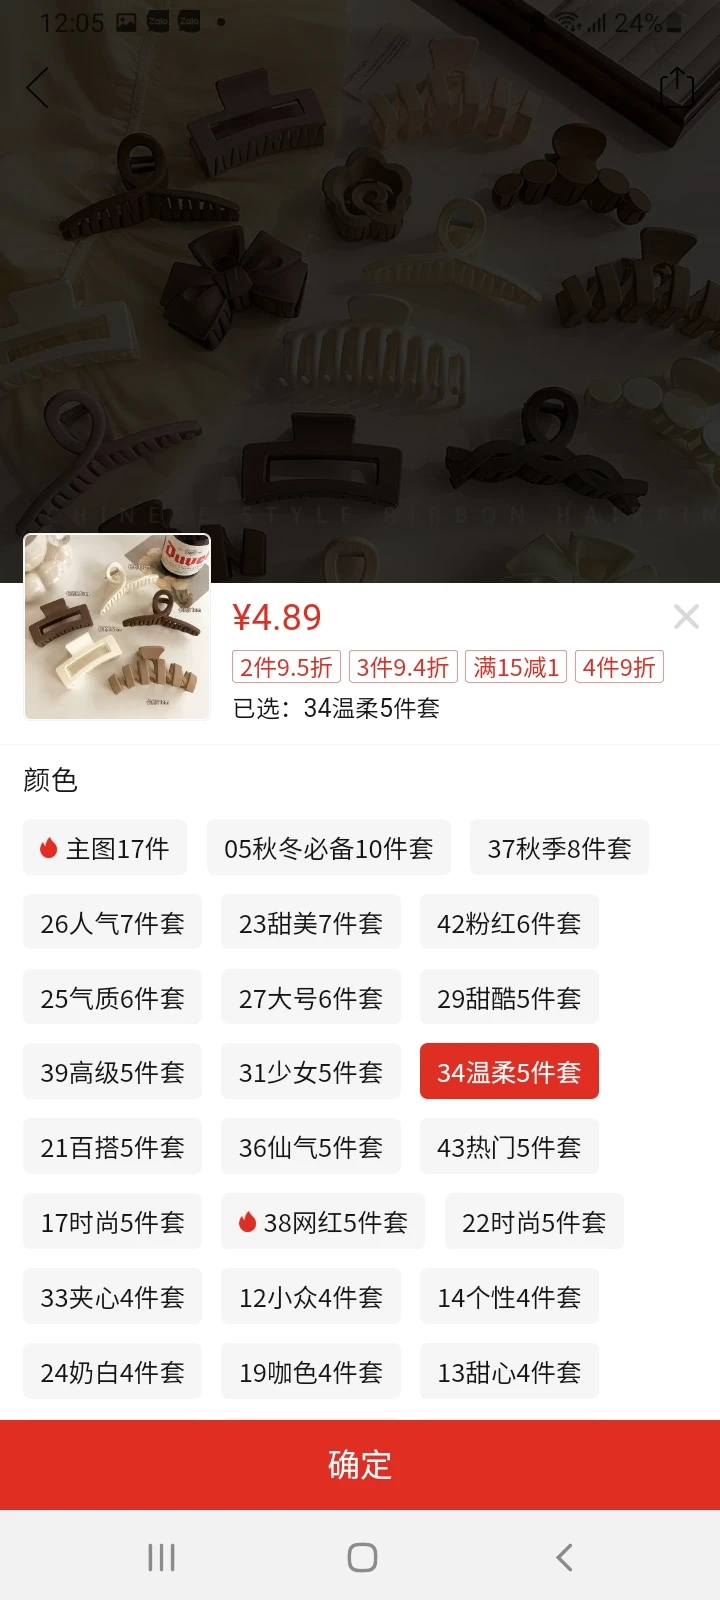 12:05 Zalo Zalo 24%
CHINESE STYLE RIBBON HAIRPIN
Duvel
¥4.89
2件9.5折 3件9.4折 满15减1 4件9折
已选：34温柔5件套
颜色
主图17件 05秋冬必备10件套 37秋季8件套
26人气7件套 23甜美7件套 42粉红6件套
25气质6件套 27大号6件套 29甜酷5件套
39高级5件套 31少女5件套 34温柔5件套
21百搭5件套 36仙气5件套 43热门5件套
17时尚5件套 38网红5件套 22时尚5件套
33夹心4件套 12小众4件套 14个性4件套
24奶白4件套 19咖色4件套 13甜心4件套
确定